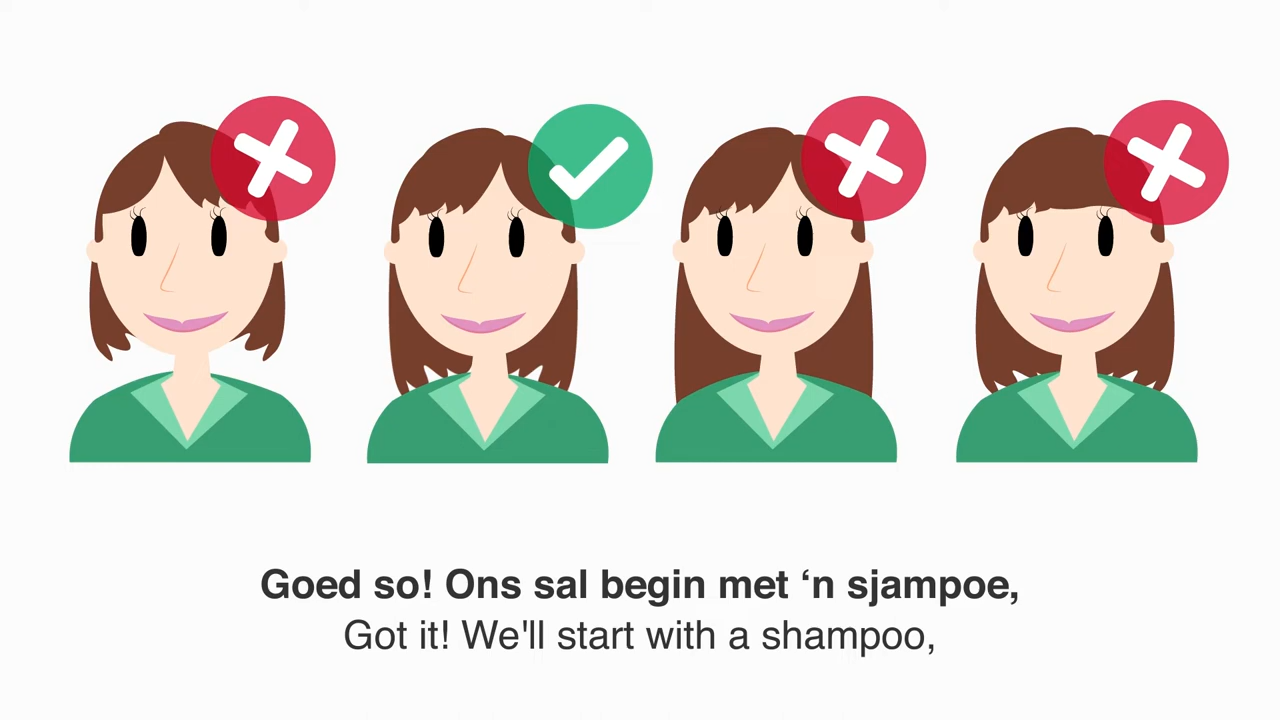 Goed so! Ons sal begin met ‘n sjampoe,
Got it! We'll start with a shampoo,